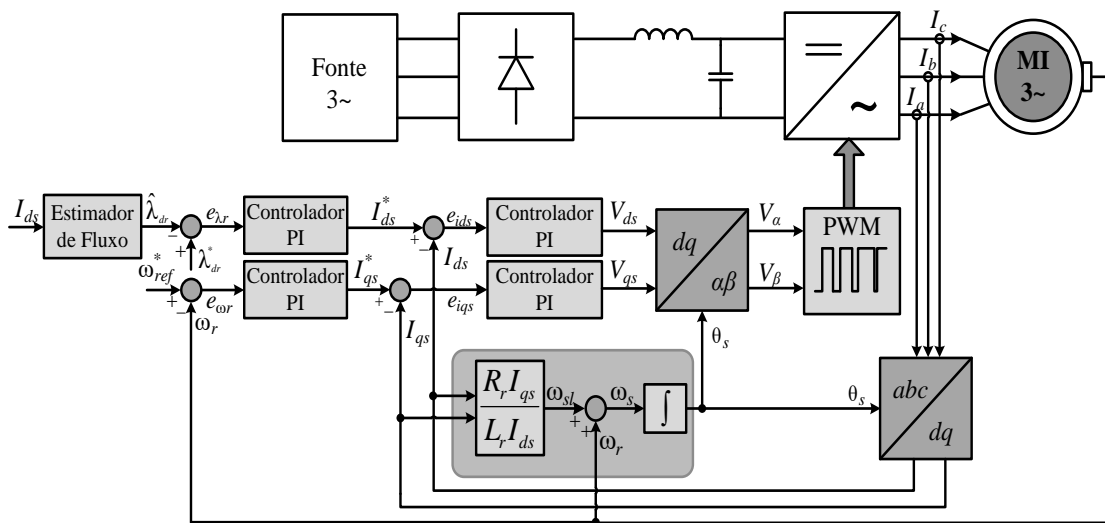 Fonte
3~
=
~
I_c
I_b
I_a
MI
3~
I_ds
Estimador
de Fluxo
λ̂_dr
−
+
e_λr
λ*_dr
Controlador
PI
I*_ds
+
−
e_ids
I_ds
Controlador
PI
V_ds
dq
αβ
V_α
V_β
PWM
ω*_ref
+
−
e_ωr
ω_r
Controlador
PI
I*_qs
+
−
e_iqs
I_qs
Controlador
PI
V_qs
θ_s
R_r I_qs
L_r I_ds
ω_sl
+
+
ω_s
ω_r
∫
θ_s
abc
dq